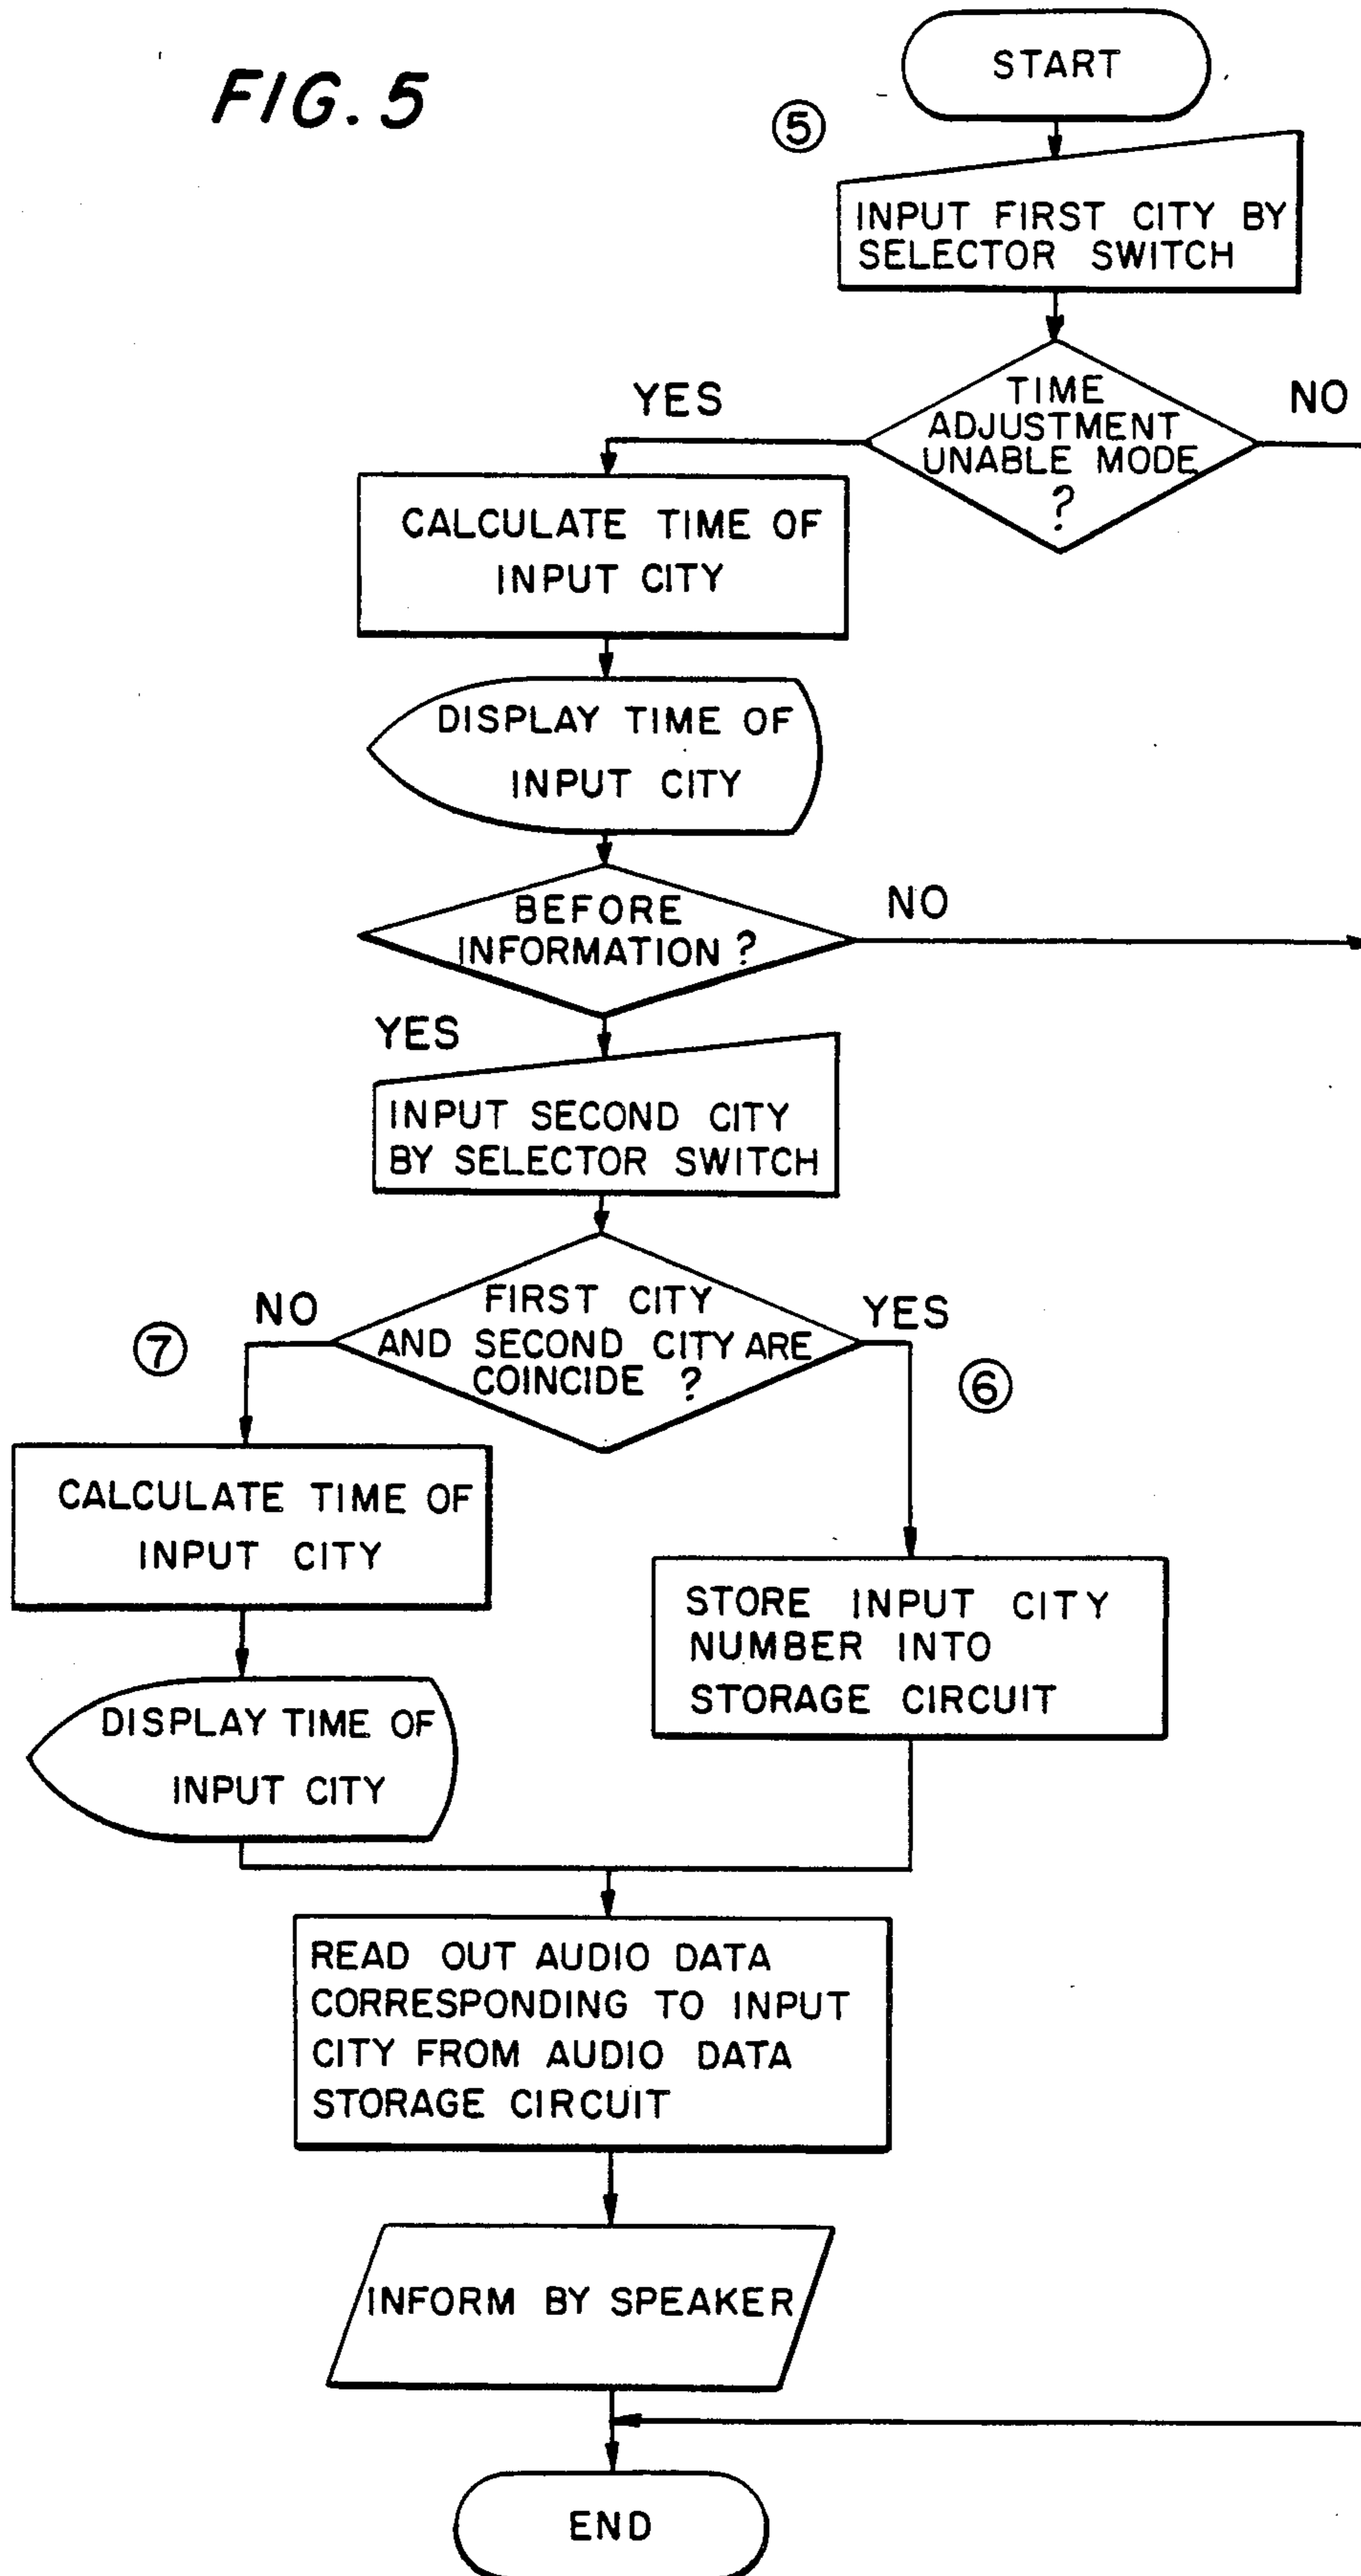 FIG. 5
START
⑤
INPUT FIRST CITY BY
SELECTOR SWITCH
YES
TIME
ADJUSTMENT
UNABLE MODE
?
NO
CALCULATE TIME OF
INPUT CITY
DISPLAY TIME OF
INPUT CITY
BEFORE
INFORMATION ?
NO
YES
INPUT SECOND CITY
BY SELECTOR SWITCH
NO
FIRST CITY
AND SECOND CITY ARE
COINCIDE ?
YES
⑦
⑥
CALCULATE TIME OF
INPUT CITY
STORE INPUT CITY
NUMBER INTO
STORAGE CIRCUIT
DISPLAY TIME OF
INPUT CITY
READ OUT AUDIO DATA
CORRESPONDING TO INPUT
CITY FROM AUDIO DATA
STORAGE CIRCUIT
INFORM BY SPEAKER
END